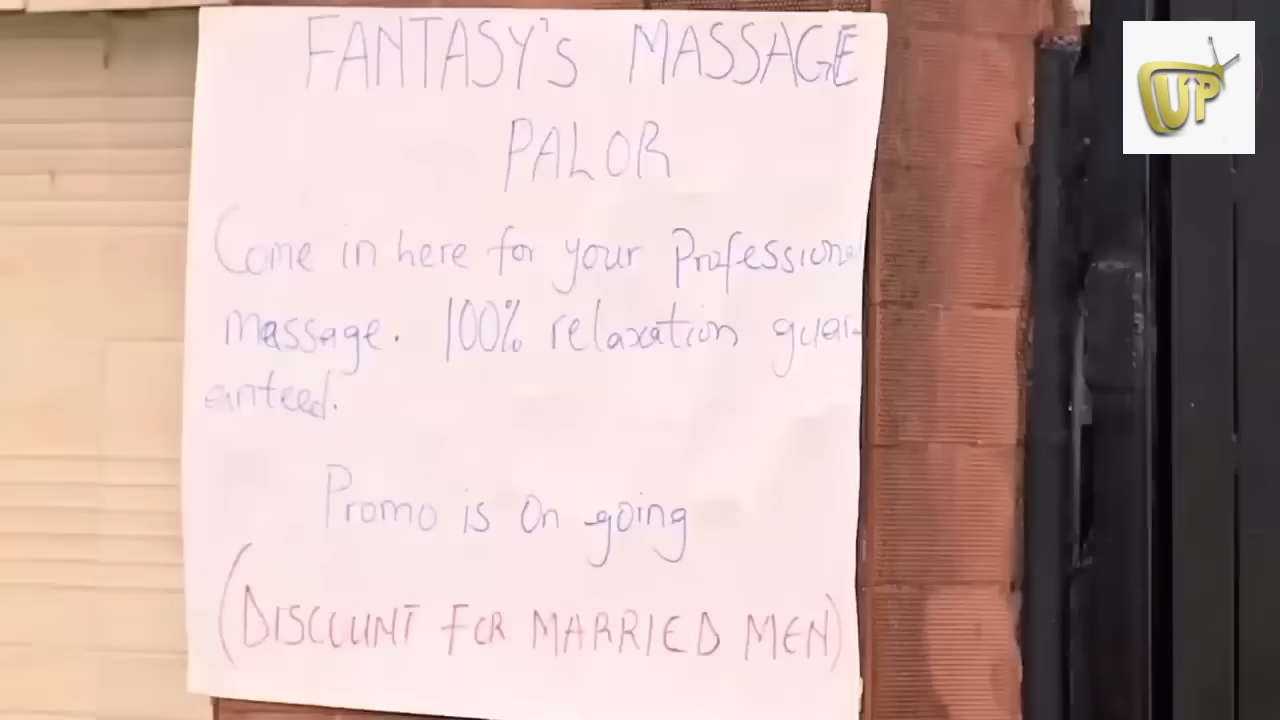 FANTASY'S MASSAGE
PALOR
Come in here for your Professiona
massage. 100% relaxation guar-
anteed.
Promo is On going
(DISCOUNT FOR MARRIED MEN)
UP